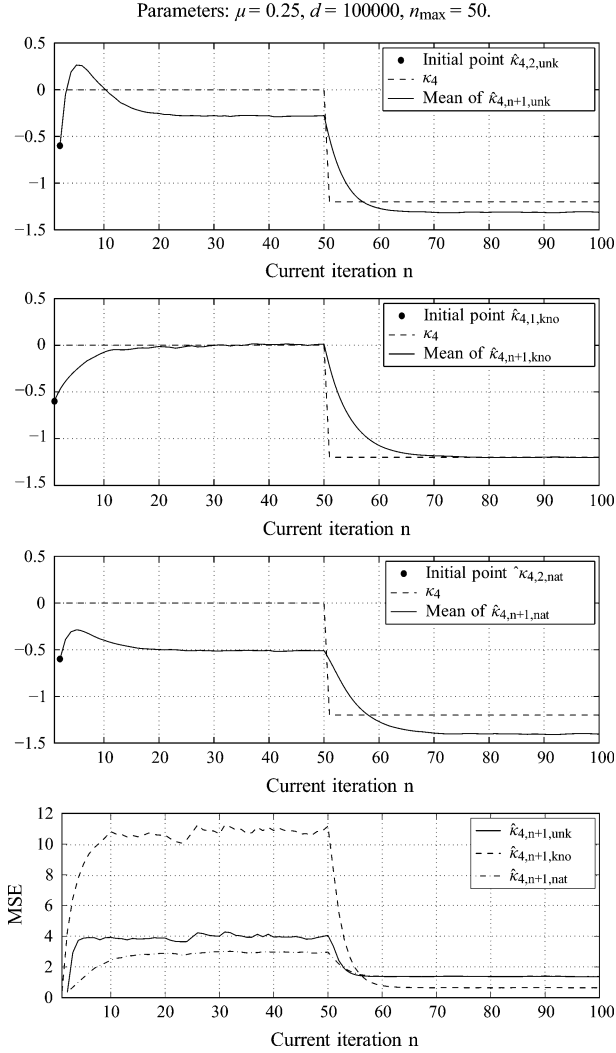 Parameters: μ = 0.25, d = 100000, nmax = 50.
0.5
0
−0.5
−1
−1.5
Initial point κ̂4,2,unk
κ4
Mean of κ̂4,n+1,unk
10 20 30 40 50 60 70 80 90 100
Current iteration n
0.5
0
−0.5
−1
−1.5
Initial point κ̂4,1,kno
κ4
Mean of κ̂4,n+1,kno
10 20 30 40 50 60 70 80 90 100
Current iteration n
0.5
0
−0.5
−1
−1.5
Initial point ˆκ4,2,nat
κ4
Mean of κ̂4,n+1,nat
10 20 30 40 50 60 70 80 90 100
Current iteration n
12
10
8
6
4
2
0
MSE
κ̂4,n+1,unk
κ̂4,n+1,kno
κ̂4,n+1,nat
10 20 30 40 50 60 70 80 90 100
Current iteration n